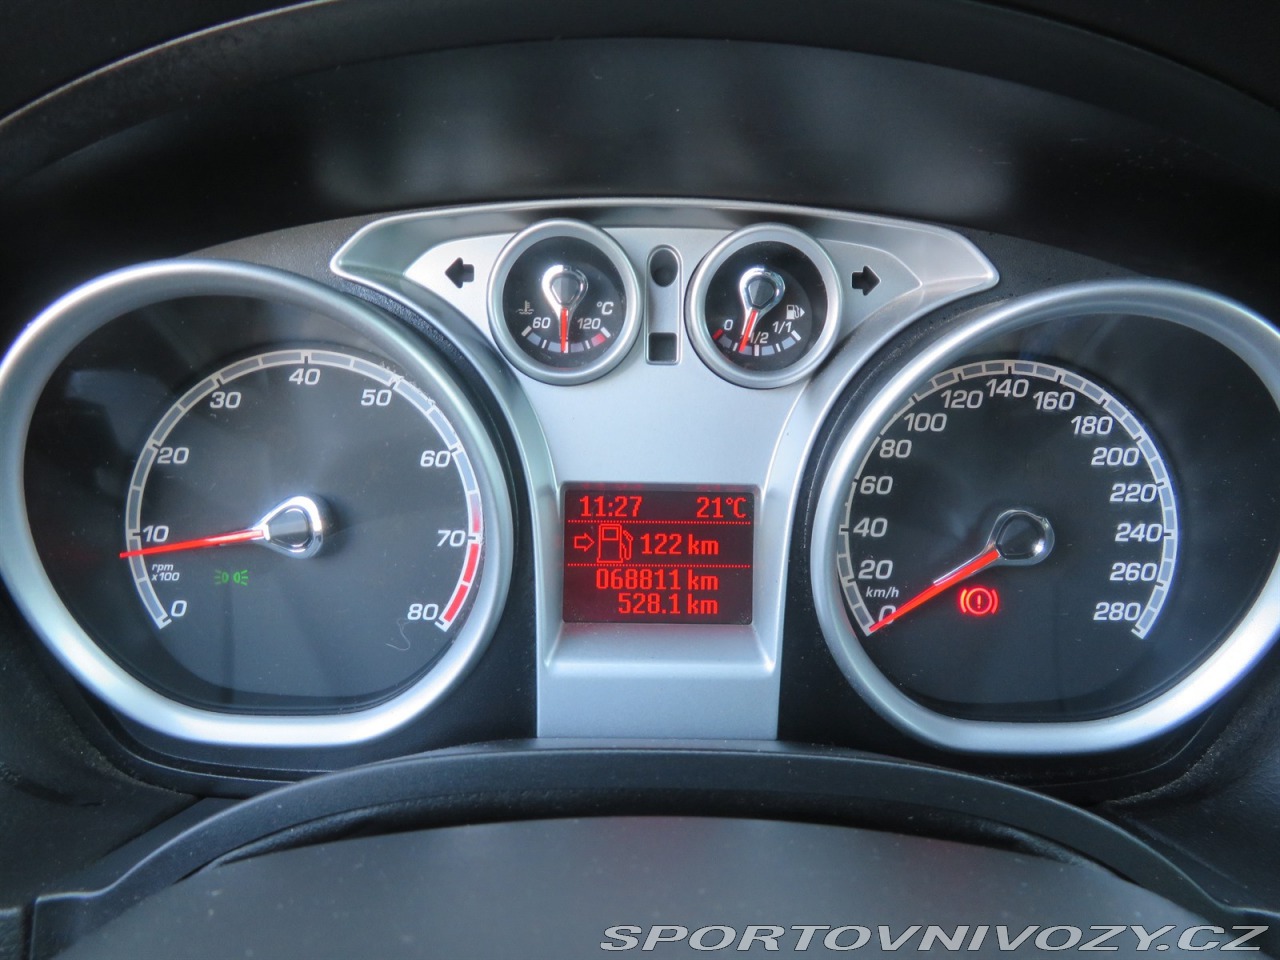 60 120 °C
0 1/2 1/1
0 10 20 30 40 50 60 70 80
rpm
x100
11:27 21°C
122 km
068811 km
528.1 km
0 20 40 60 80 100 120 140 160 180 200 220 240 260 280
km/h
SPORTOVNIVOZY.CZ